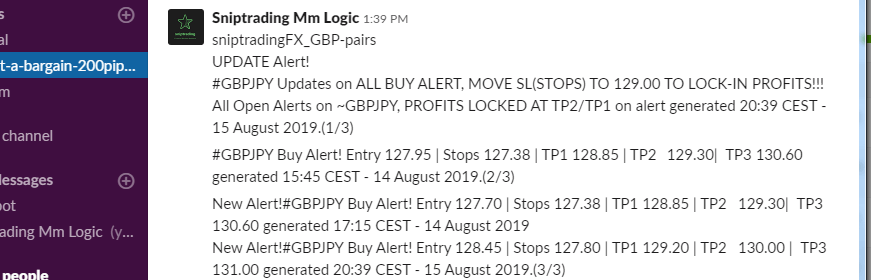 s
al
t-a-bargain-200pip...
m
channel
lessages
oot
ading Mm Logic (y...
people
sniptrading
Sniptrading Mm Logic 1:39 PM
sniptradingFX_GBP-pairs
UPDATE Alert!
#GBPJPY Updates on ALL BUY ALERT, MOVE SL(STOPS) TO 129.00 TO LOCK-IN PROFITS!!!
All Open Alerts on ~GBPJPY, PROFITS LOCKED AT TP2/TP1 on alert generated 20:39 CEST -
15 August 2019.(1/3)
#GBPJPY Buy Alert! Entry 127.95 | Stops 127.38 | TP1 128.85 | TP2 129.30| TP3 130.60
generated 15:45 CEST - 14 August 2019.(2/3)
New Alert!#GBPJPY Buy Alert! Entry 127.70 | Stops 127.38 | TP1 128.85 | TP2 129.30| TP3
130.60 generated 17:15 CEST - 14 August 2019
New Alert!#GBPJPY Buy Alert! Entry 128.45 | Stops 127.80 | TP1 129.20 | TP2 130.00 | TP3
131.00 generated 20:39 CEST - 15 August 2019.(3/3)